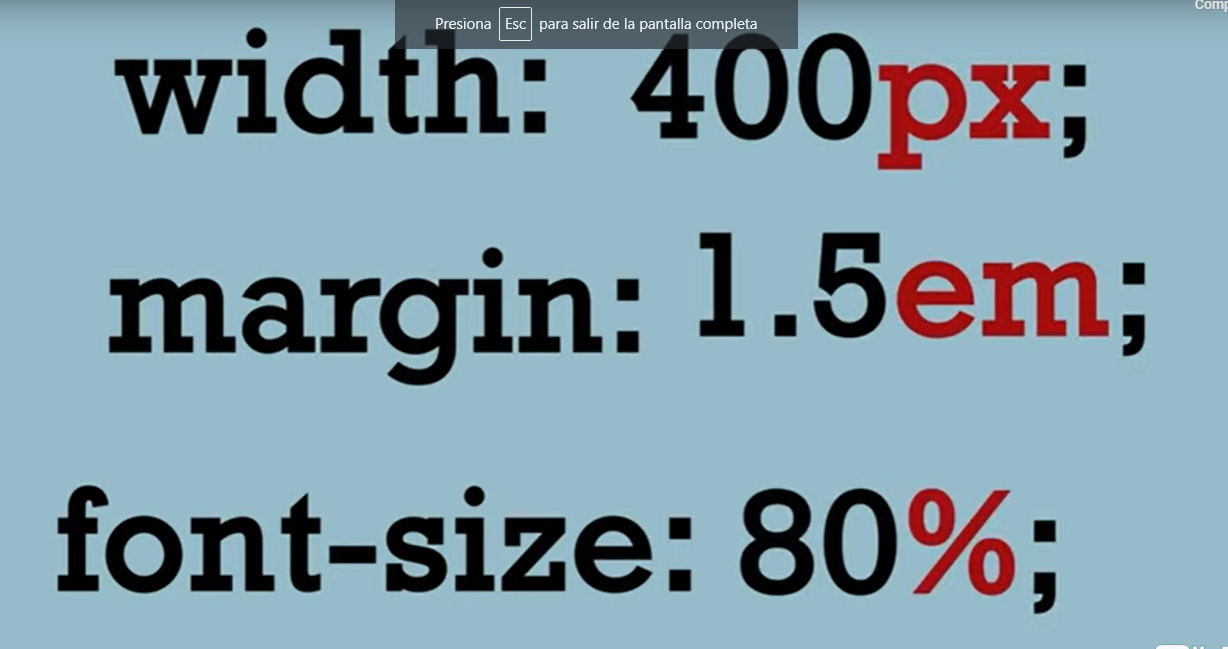 Presiona Esc para salir de la pantalla completa
width: 400px;
margin: 1.5em;
font-size: 80%;